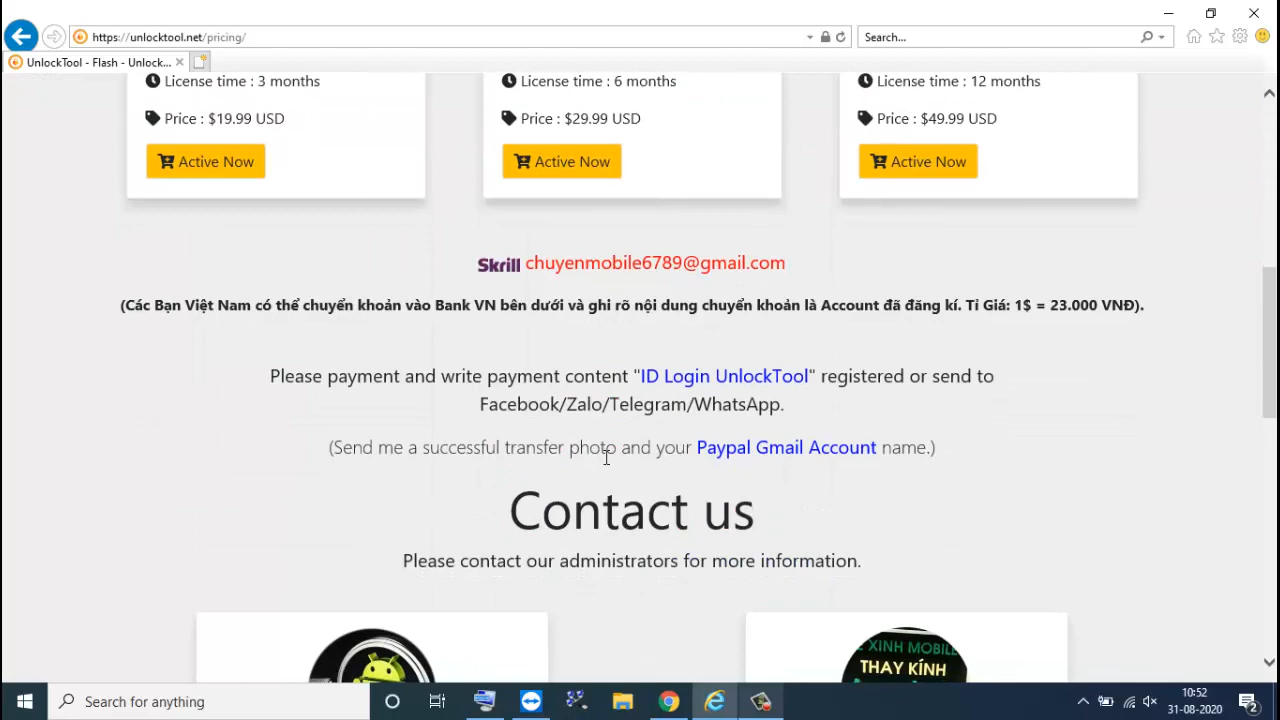 https://unlocktool.net/pricing/
Search...
UnlockTool - Flash - Unlock...
License time : 3 months
License time : 6 months
License time : 12 months
Price : $19.99 USD
Price : $29.99 USD
Price : $49.99 USD
Active Now
Active Now
Active Now
Skrill chuyenmobile6789@gmail.com
(Các Bạn Việt Nam có thể chuyển khoản vào Bank VN bên dưới và ghi rõ nội dung chuyển khoản là Account đã đăng kí. Tỉ Giá: 1$ = 23.000 VNĐ).
Please payment and write payment content "ID Login UnlockTool" registered or send to
Facebook/Zalo/Telegram/WhatsApp.
(Send me a successful transfer photo and your Paypal Gmail Account name.)
Contact us
Please contact our administrators for more information.
XINH MOBILE
THAY KÍNH
Search for anything
10:52
31-08-2020
2